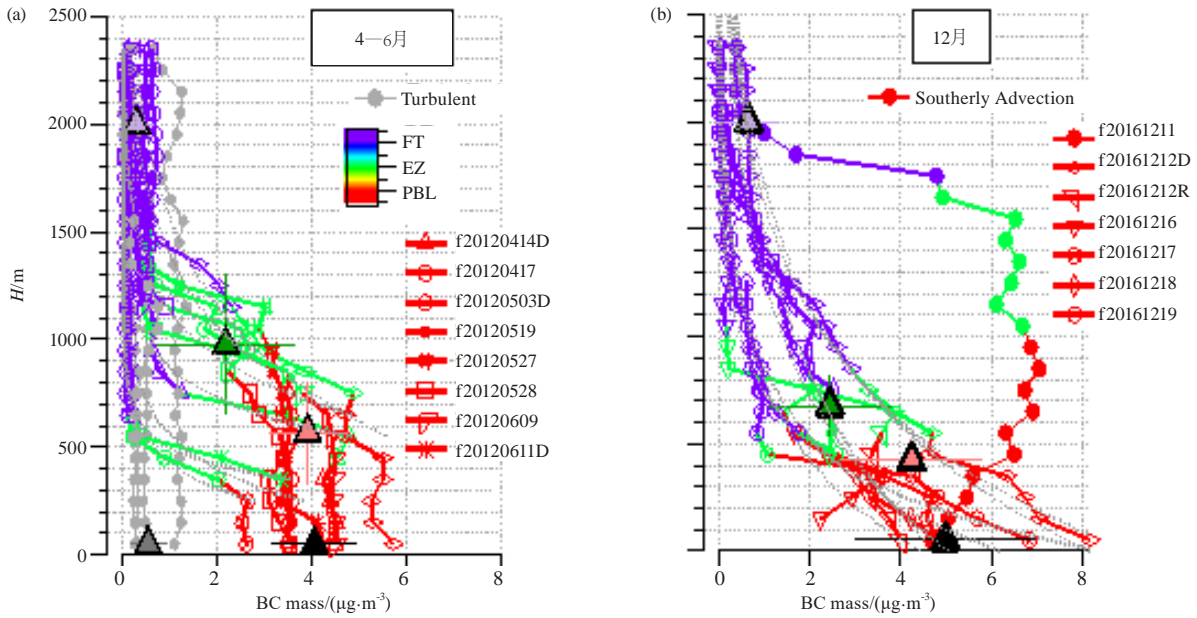 (a)
4—6月
2500
2000
1500
1000
500
0
H/m
Turbulent
FT
EZ
PBL
f20120414D
f20120417
f20120503D
f20120519
f20120527
f20120528
f20120609
f20120611D
0 2 4 6 8
BC mass/(μg·m⁻³)
(b)
12月
Southerly Advection
f20161211
f20161212D
f20161212R
f20161216
f20161217
f20161218
f20161219
0 2 4 6 8
BC mass/(μg·m⁻³)